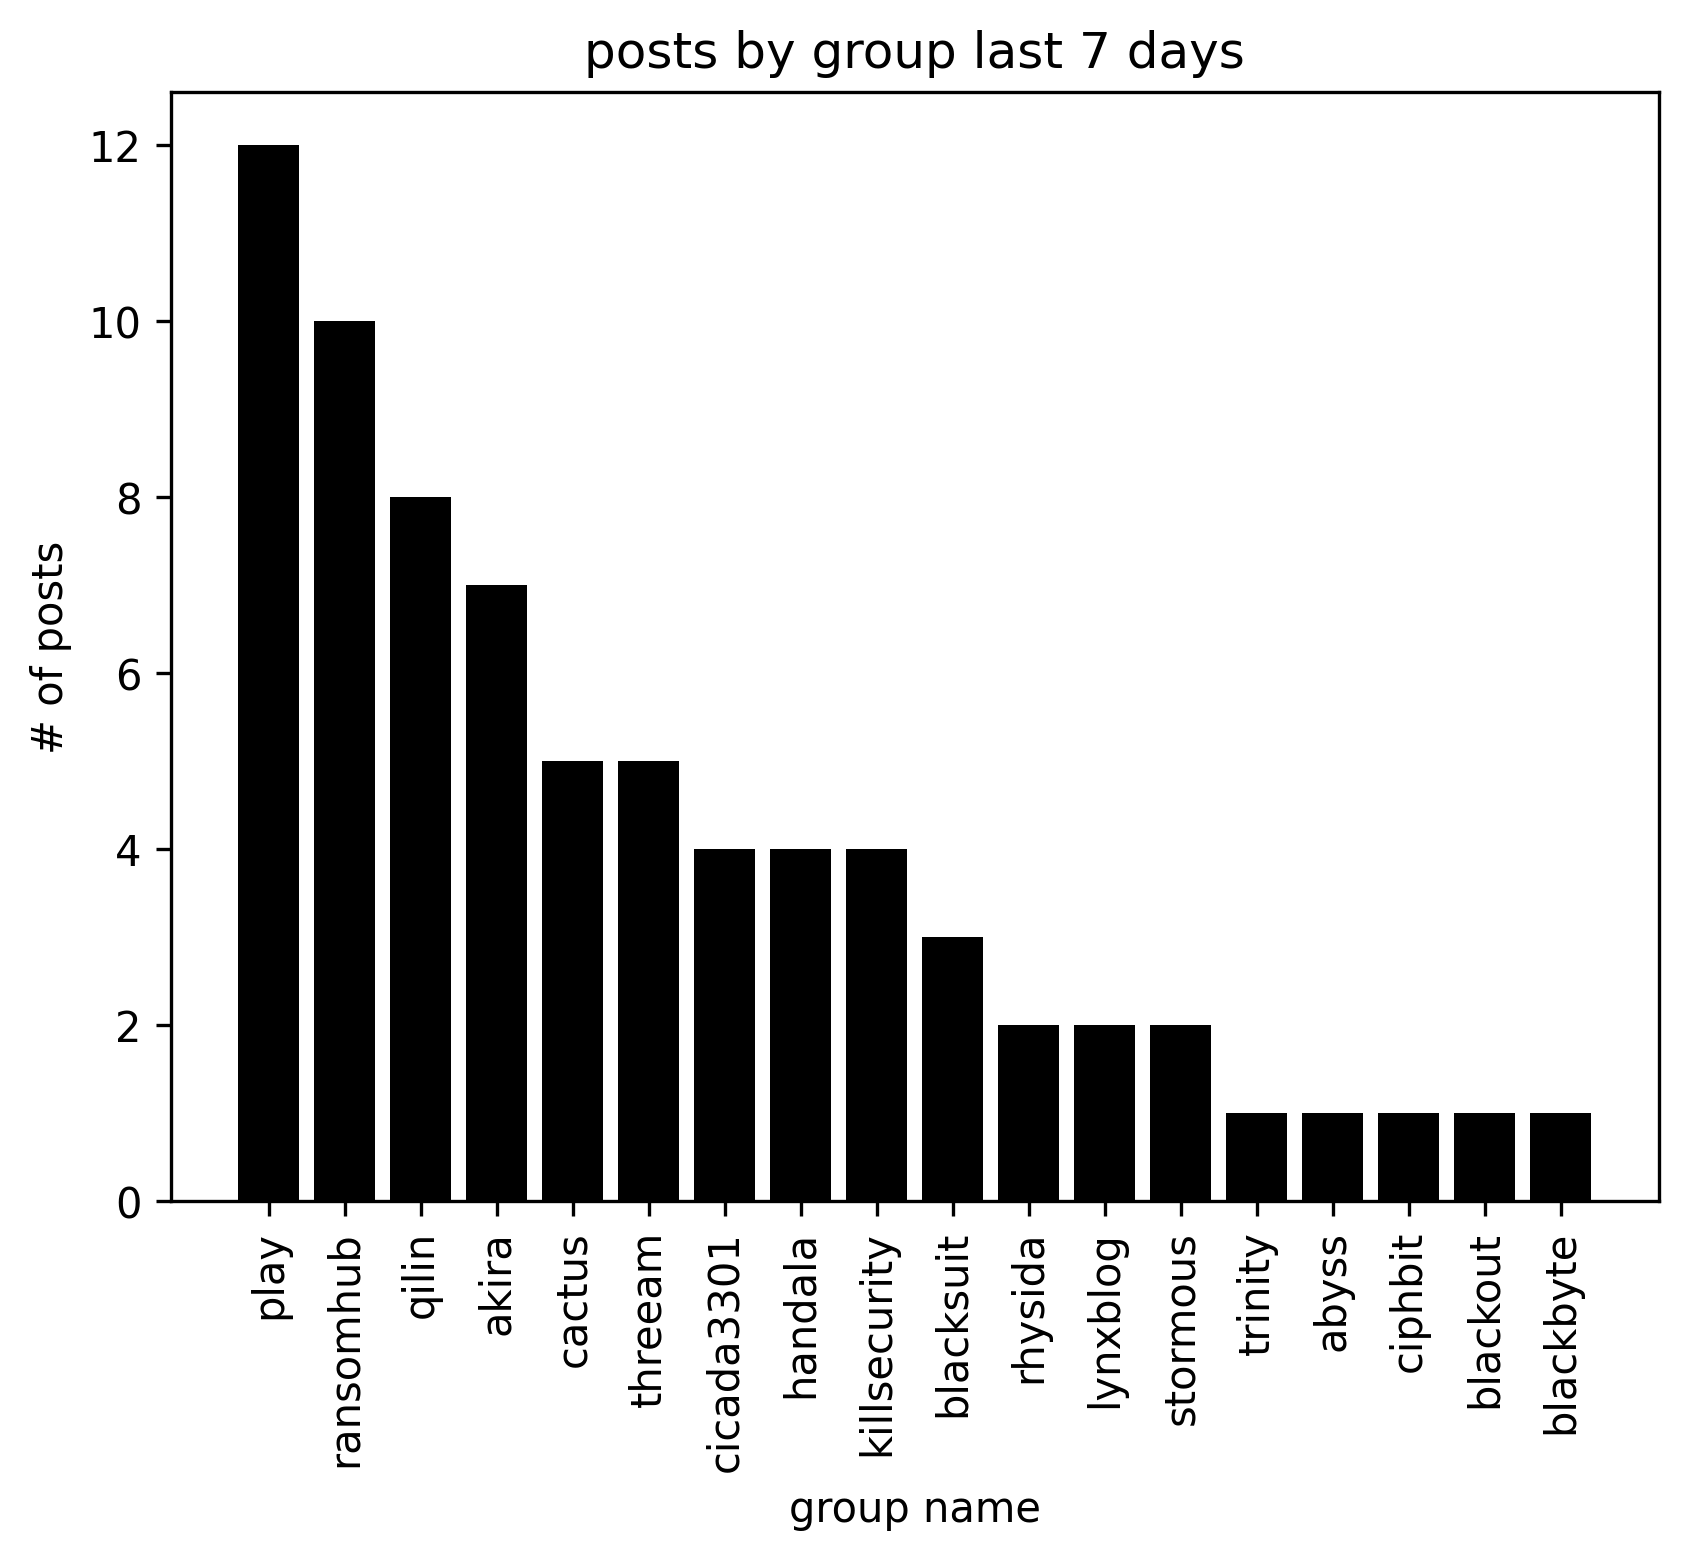 posts by group last 7 days
12
10
8
6
4
2
0
# of posts
play
ransomhub
qilin
akira
cactus
threeam
cicada3301
handala
killsecurity
blacksuit
rhysida
lynxblog
stormous
trinity
abyss
ciphbit
blackout
blackbyte
group name